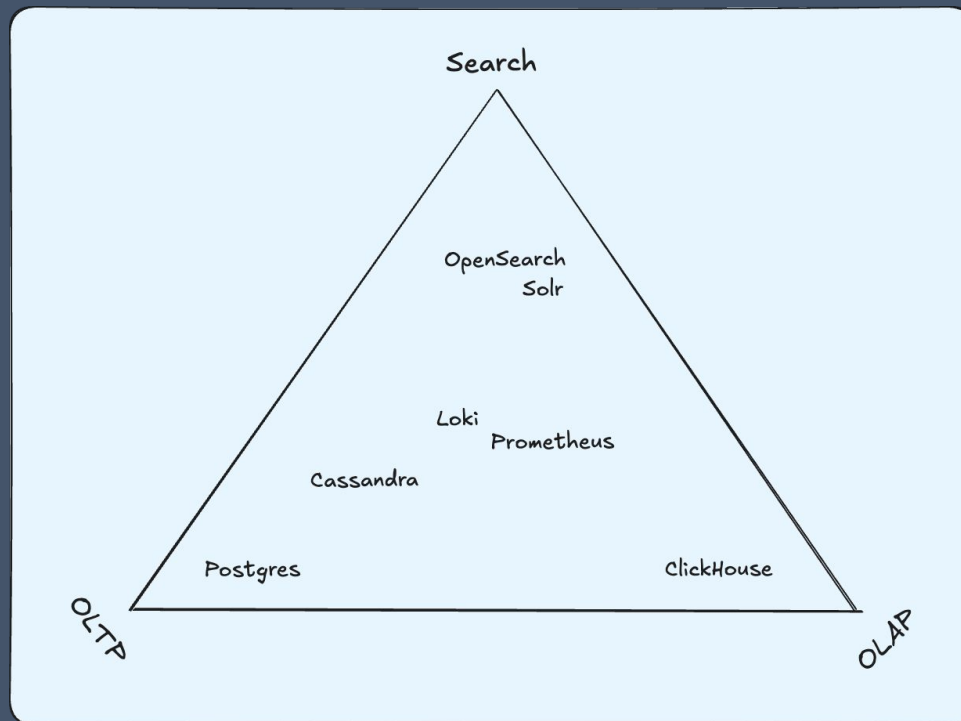 Search
OpenSearch
Solr
Loki
Prometheus
Cassandra
Postgres
ClickHouse
OLTP
OLAP